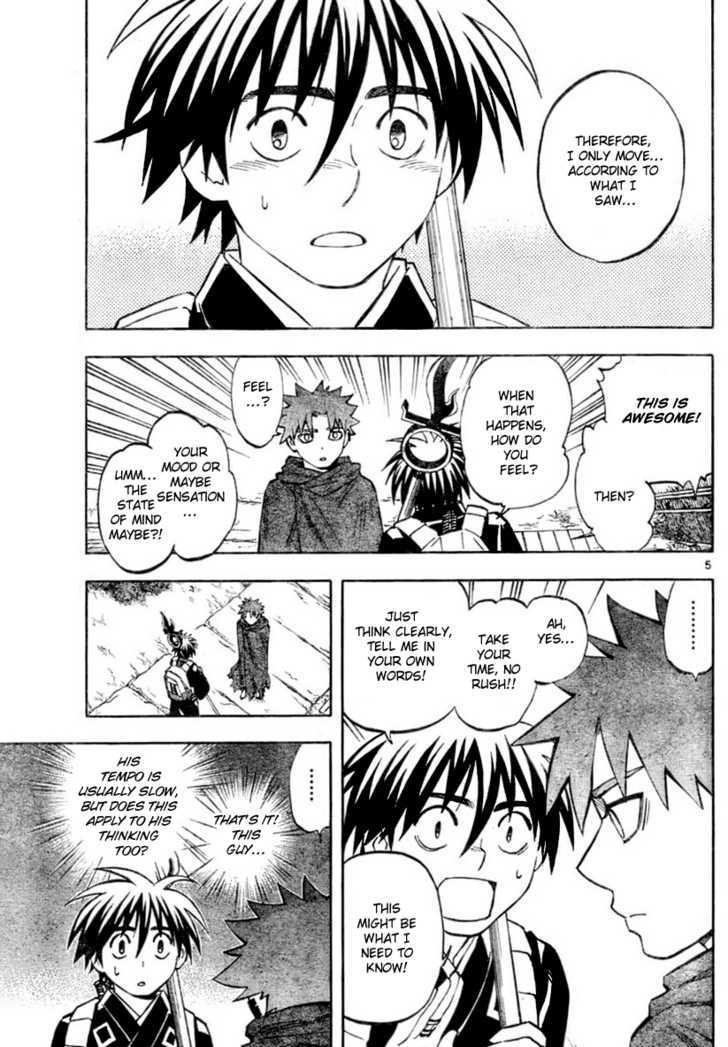 THEREFORE,
I ONLY MOVE...
ACCORDING TO
WHAT I
SAW...
THIS IS
AWESOME!
THEN?
WHEN
THAT
HAPPENS,
HOW DO
YOU
FEEL?
FEEL
...?
YOUR
MOOD OR
MAYBE
SENSATION
...
UMM...
THE
STATE
OF MIND
MAYBE?!
5
........
AH,
YES...
TAKE
YOUR
TIME, NO
RUSH!!
JUST
THINK CLEARLY,
TELL ME IN
YOUR OWN
WORDS!
THIS
MIGHT BE
WHAT I
NEED TO
KNOW!
........
THAT'S IT!
THIS
GUY...
HIS
TEMPO IS
USUALLY SLOW,
BUT DOES THIS
APPLY TO HIS
THINKING
TOO?